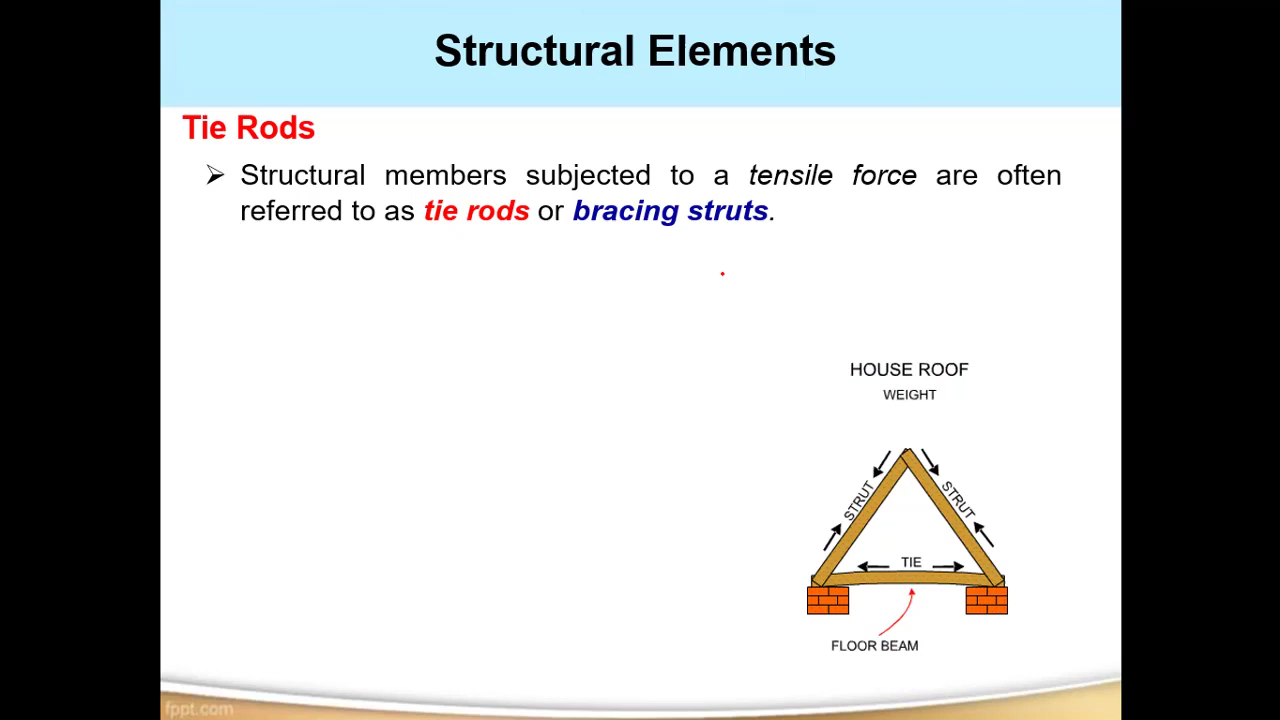 Structural Elements
Tie Rods
Structural members subjected to a tensile force are often
referred to as tie rods or bracing struts.
HOUSE ROOF
WEIGHT
STRUT
STRUT
TIE
FLOOR BEAM
fppt.com